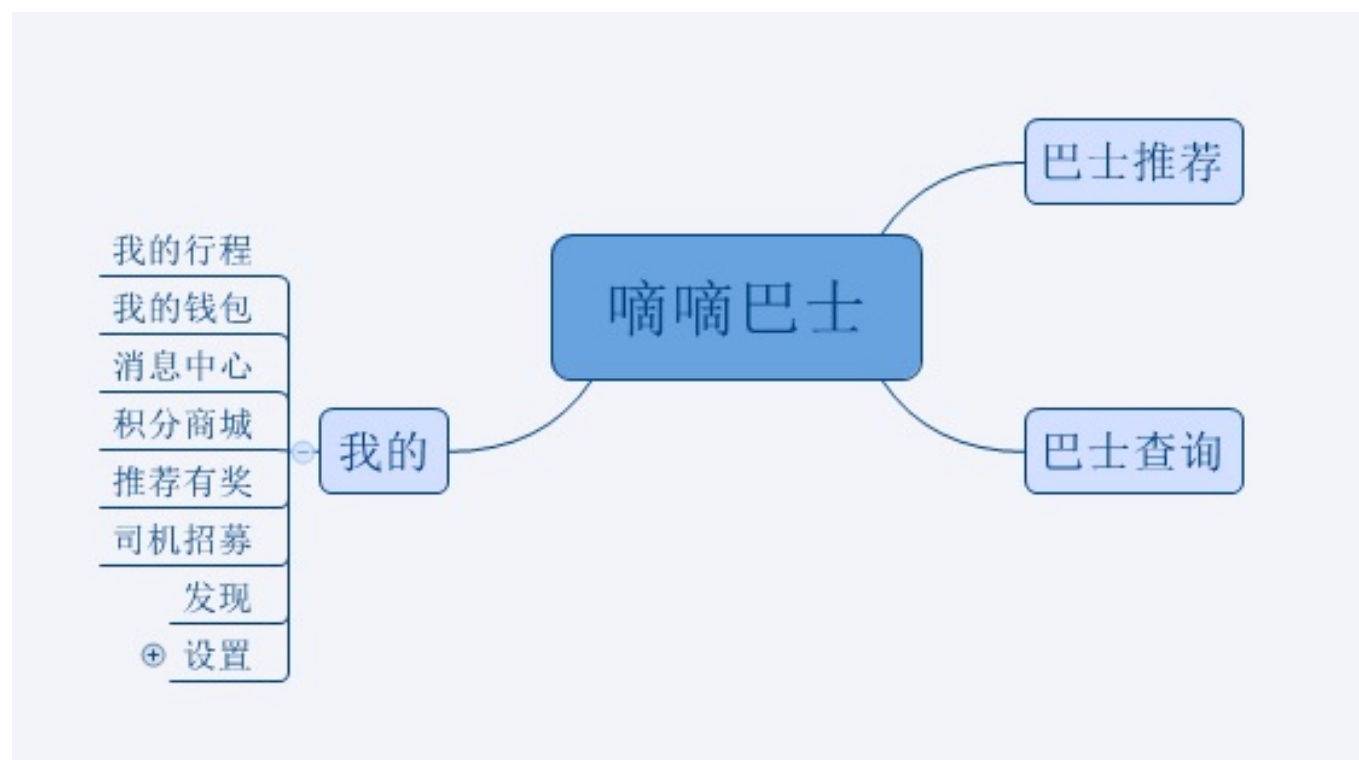 嘀嘀巴士
巴士推荐
巴士查询
我的
我的行程
我的钱包
消息中心
积分商城
推荐有奖
司机招募
发现
设置